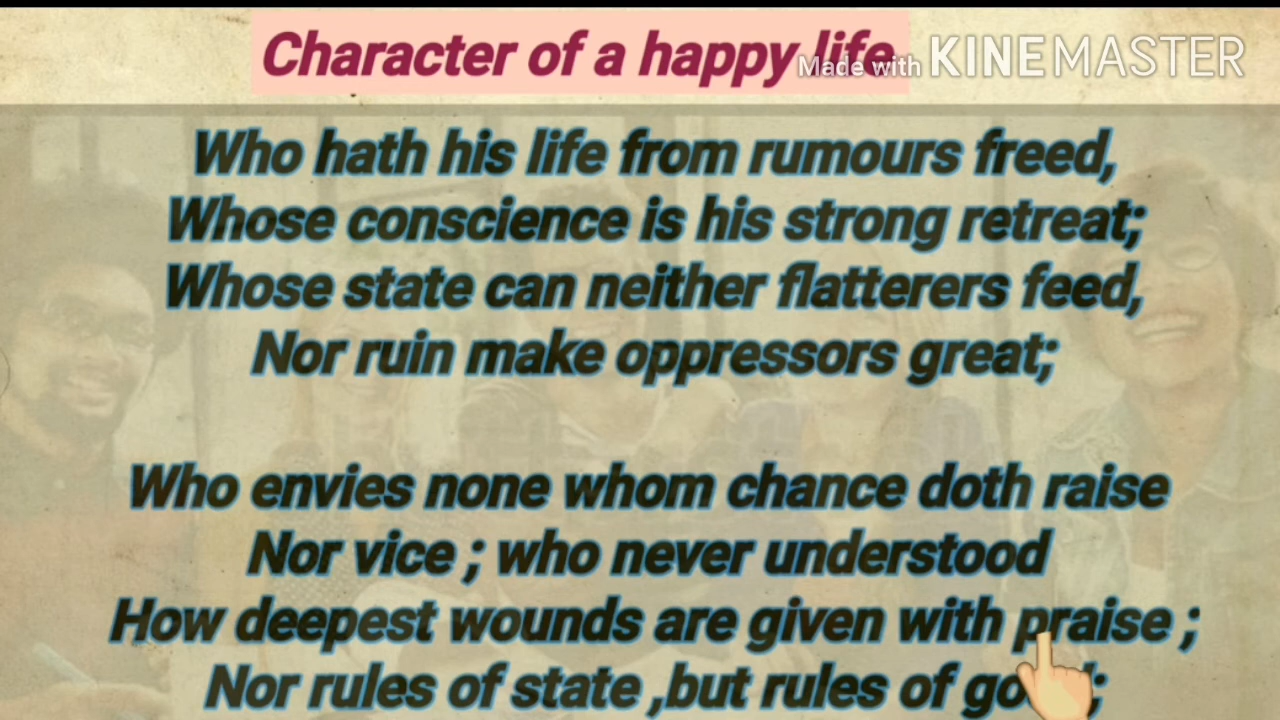 Character of a happy life
Made with KINEMASTER
Who hath his life from rumours freed,
Whose conscience is his strong retreat;
Whose state can neither flatterers feed,
Nor ruin make oppressors great;
Who envies none whom chance doth raise
Nor vice ; who never understood
How deepest wounds are given with praise ;
Nor rules of state ,but rules of